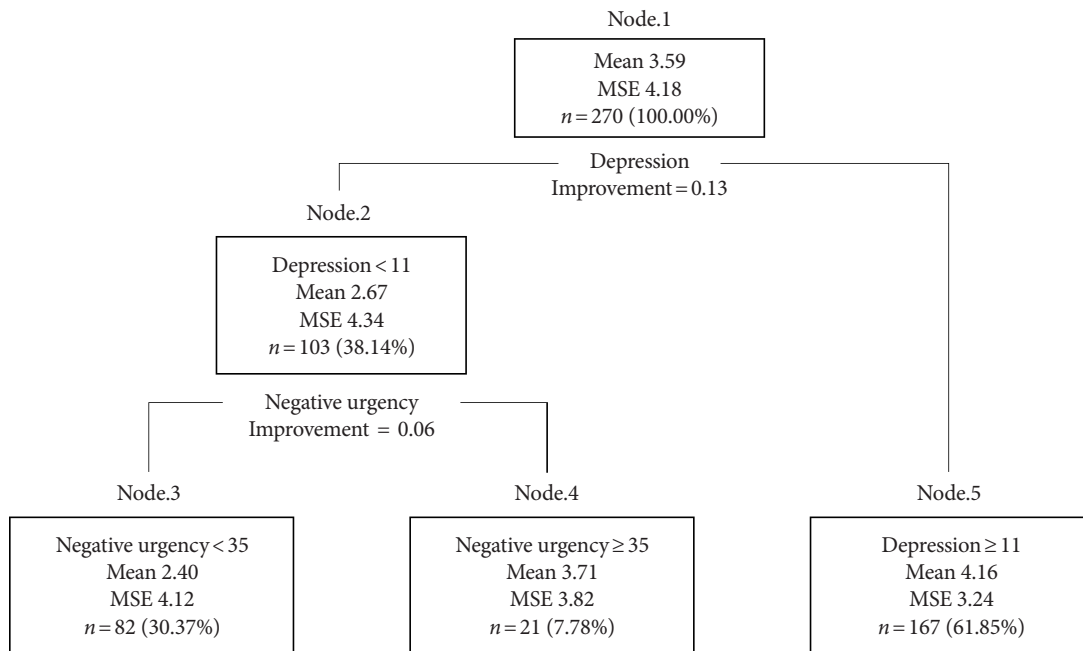 Node.1
Mean 3.59
MSE 4.18
n = 270 (100.00%)
Depression
Improvement = 0.13
Node.2
Depression < 11
Mean 2.67
MSE 4.34
n = 103 (38.14%)
Negative urgency
Improvement = 0.06
Node.3
Negative urgency < 35
Mean 2.40
MSE 4.12
n = 82 (30.37%)
Node.4
Negative urgency ≥ 35
Mean 3.71
MSE 3.82
n = 21 (7.78%)
Node.5
Depression ≥ 11
Mean 4.16
MSE 3.24
n = 167 (61.85%)